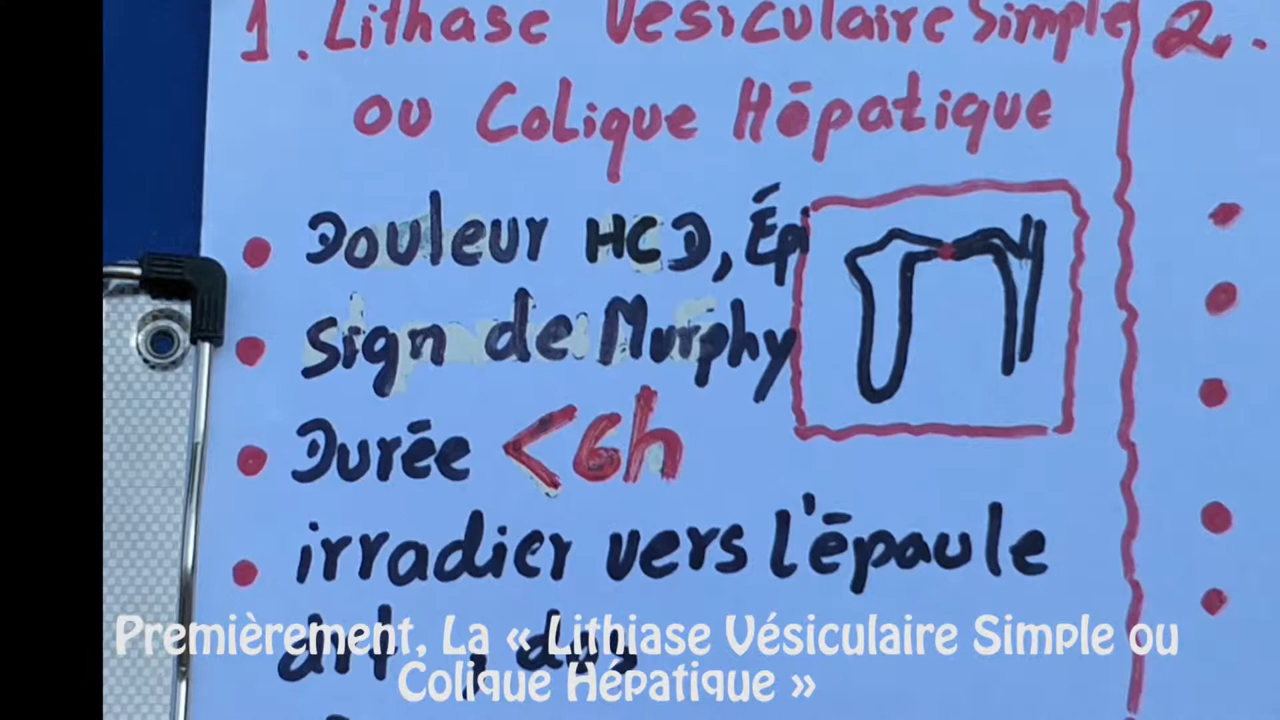 1. Lithase Vésiculaire Simple
ou Colique Hépatique
Douleur HCD, Épi
sign de Murphy
Durée <6h
irradier vers l'épaule
2.
Premièrement, La « Lithiase Vésiculaire Simple ou
Colique Hépatique »